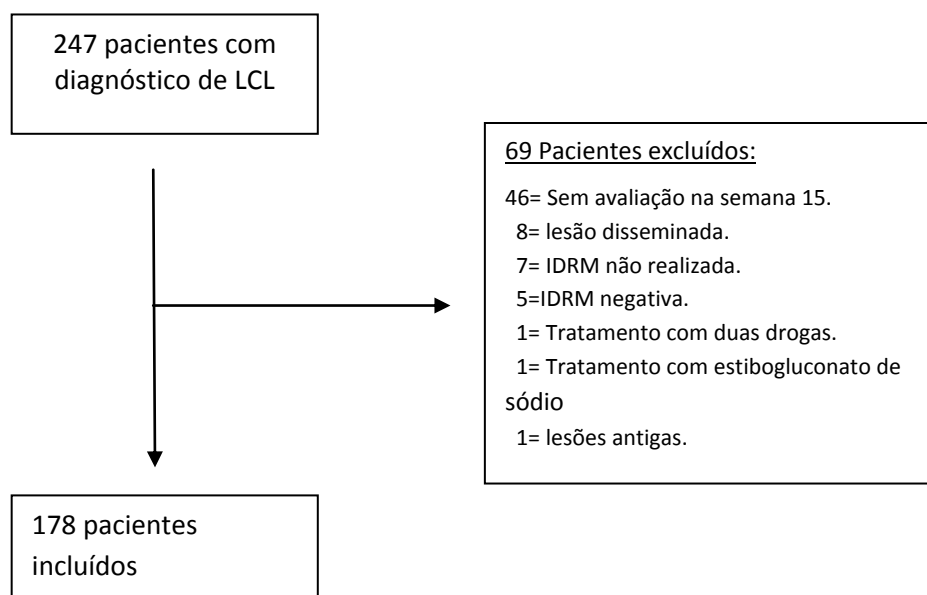 247 pacientes com
diagnóstico de LCL
69 Pacientes excluídos:
46= Sem avaliação na semana 15.
8= lesão disseminada.
7= IDRM não realizada.
5=IDRM negativa.
1= Tratamento com duas drogas.
1= Tratamento com estibogluconato de
sódio
1= lesões antigas.
178 pacientes
incluídos